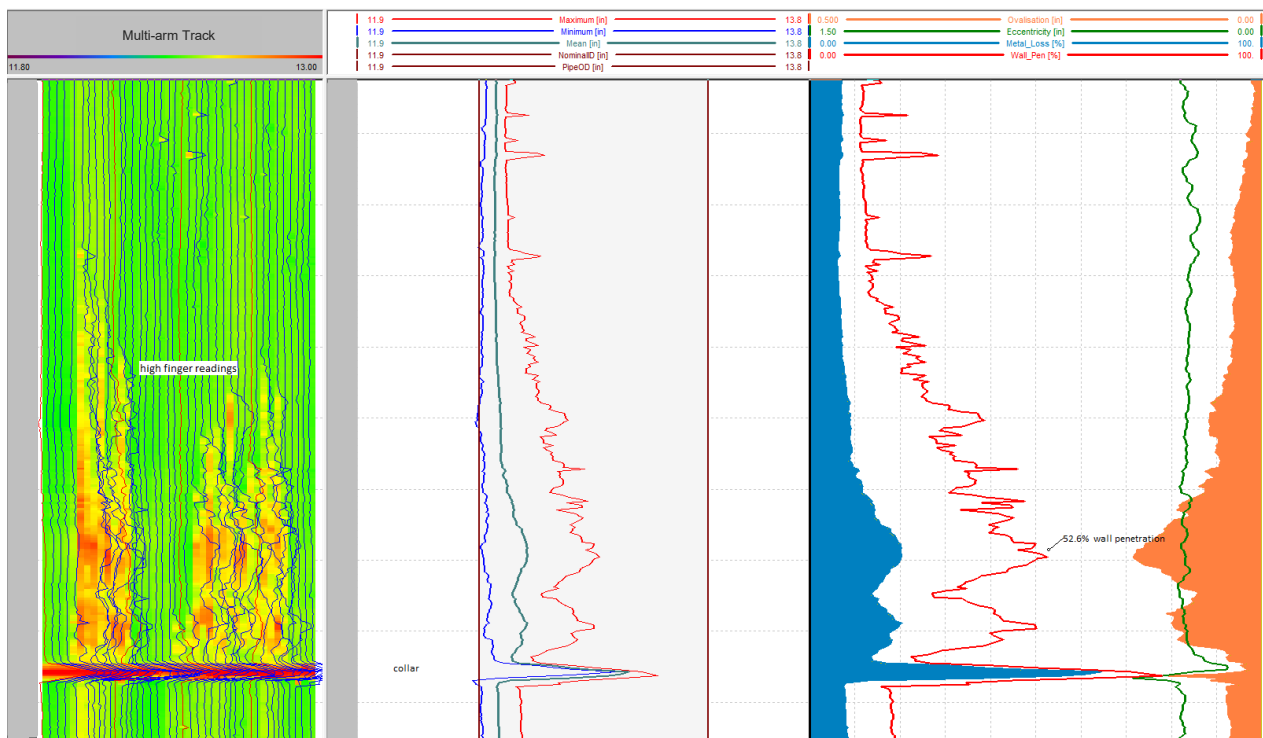 Multi-arm Track
11.80 13.00
11.9 Maximum [in] 13.8
11.9 Minimum [in] 13.8
11.9 Mean [in] 13.8
11.9 NominalID [in] 13.8
11.9 PipeOD [in] 13.8
0.500 Ovalisation [in] 0.00
1.50 Eccentricity [in] 0.00
0.00 Metal_Loss [%] 100.
0.00 Wall_Pen [%] 100.
high finger readings
52.6% wall penetration
collar